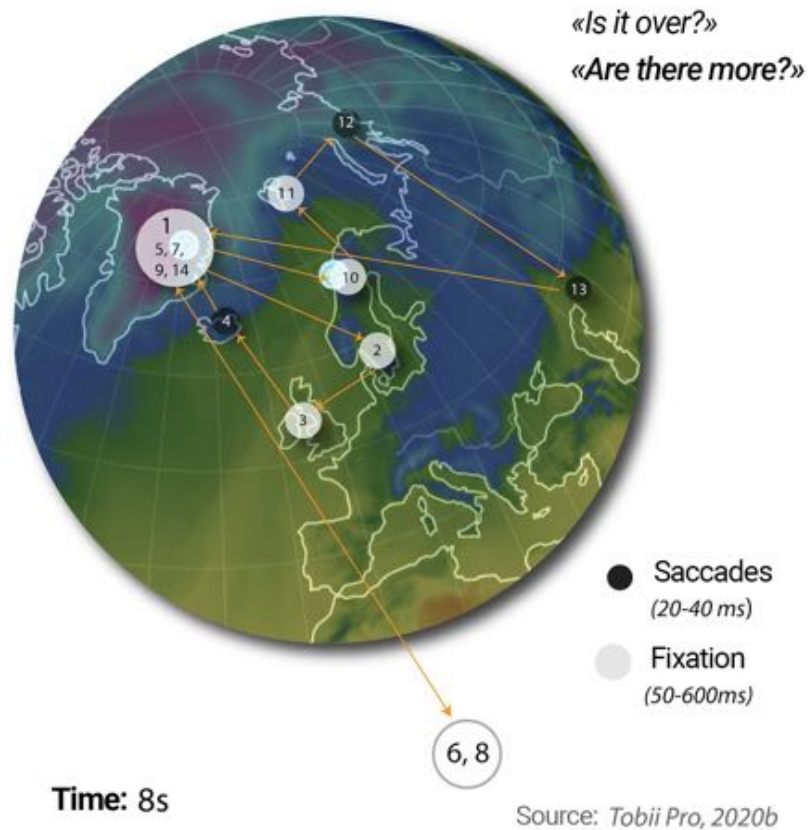 «Is it over?»
«Are there more?»
12
11
1
5, 7,
9, 14
10
13
4
2
3
Saccades
(20-40 ms)
Fixation
(50-600ms)
6, 8
Time: 8s
Source: Tobii Pro, 2020b